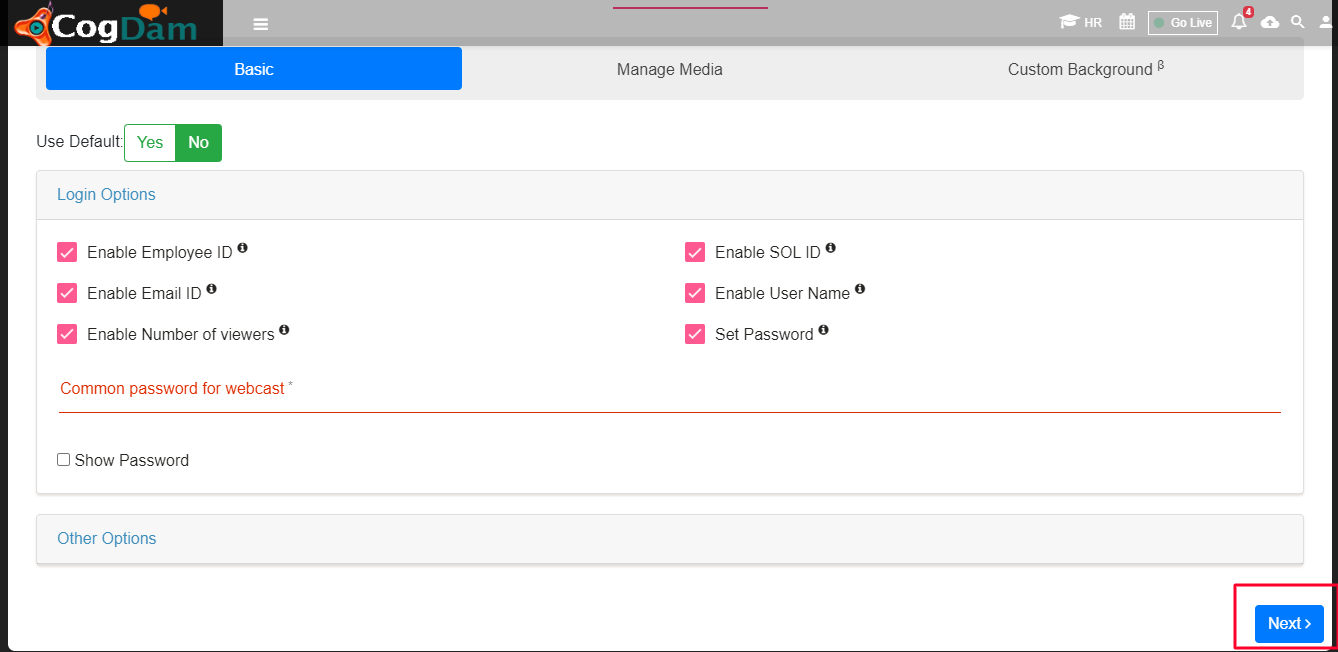 CogDam
HR
Go Live
4
Basic
Manage Media
Custom Background β
Use Default:
Yes
No
Login Options
Enable Employee ID
Enable SOL ID
Enable Email ID
Enable User Name
Enable Number of viewers
Set Password
Common password for webcast *
Show Password
Other Options
Next ›